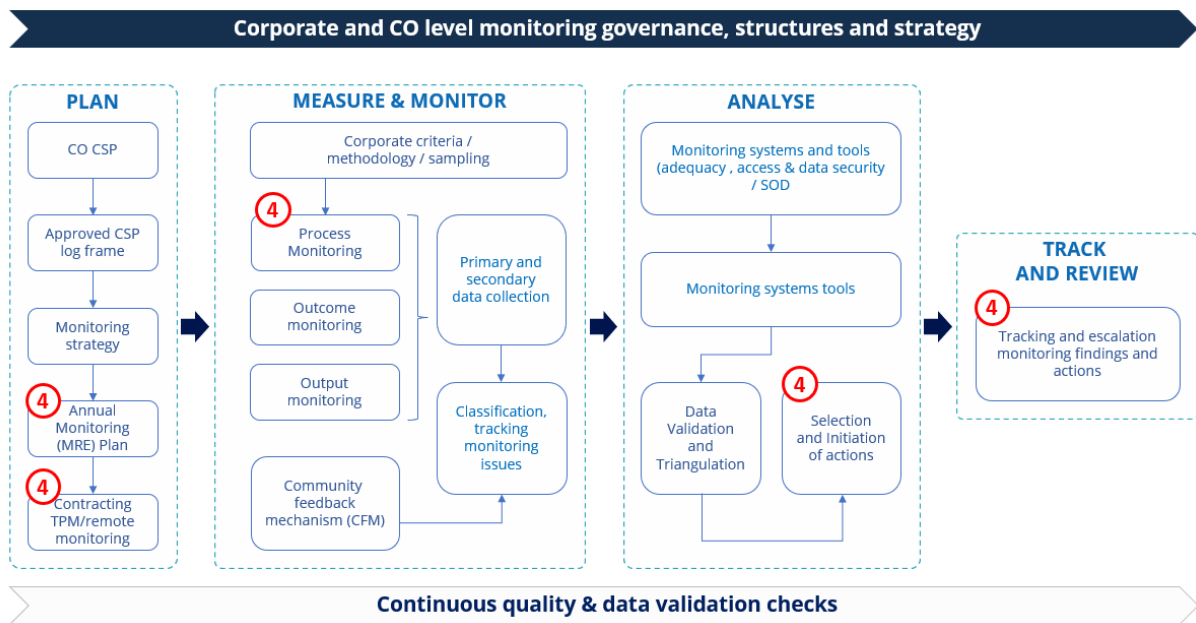 Corporate and CO level monitoring governance, structures and strategy
PLAN
CO CSP
Approved CSP
log frame
Monitoring
strategy
4
Annual
Monitoring
(MRE) Plan
4
Contracting
TPM/remote
monitoring
MEASURE & MONITOR
Corporate criteria /
methodology / sampling
4
Process
Monitoring
Outcome
monitoring
Output
monitoring
Community
feedback
mechanism (CFM)
Primary and
secondary
data collection
Classification,
tracking
monitoring
issues
ANALYSE
Monitoring systems and tools
(adequacy , access & data security
/ SOD
Monitoring systems tools
Data
Validation
and
Triangulation
4
Selection
and Initiation
of actions
TRACK
AND REVIEW
4
Tracking and escalation
monitoring findings and
actions
Continuous quality & data validation checks